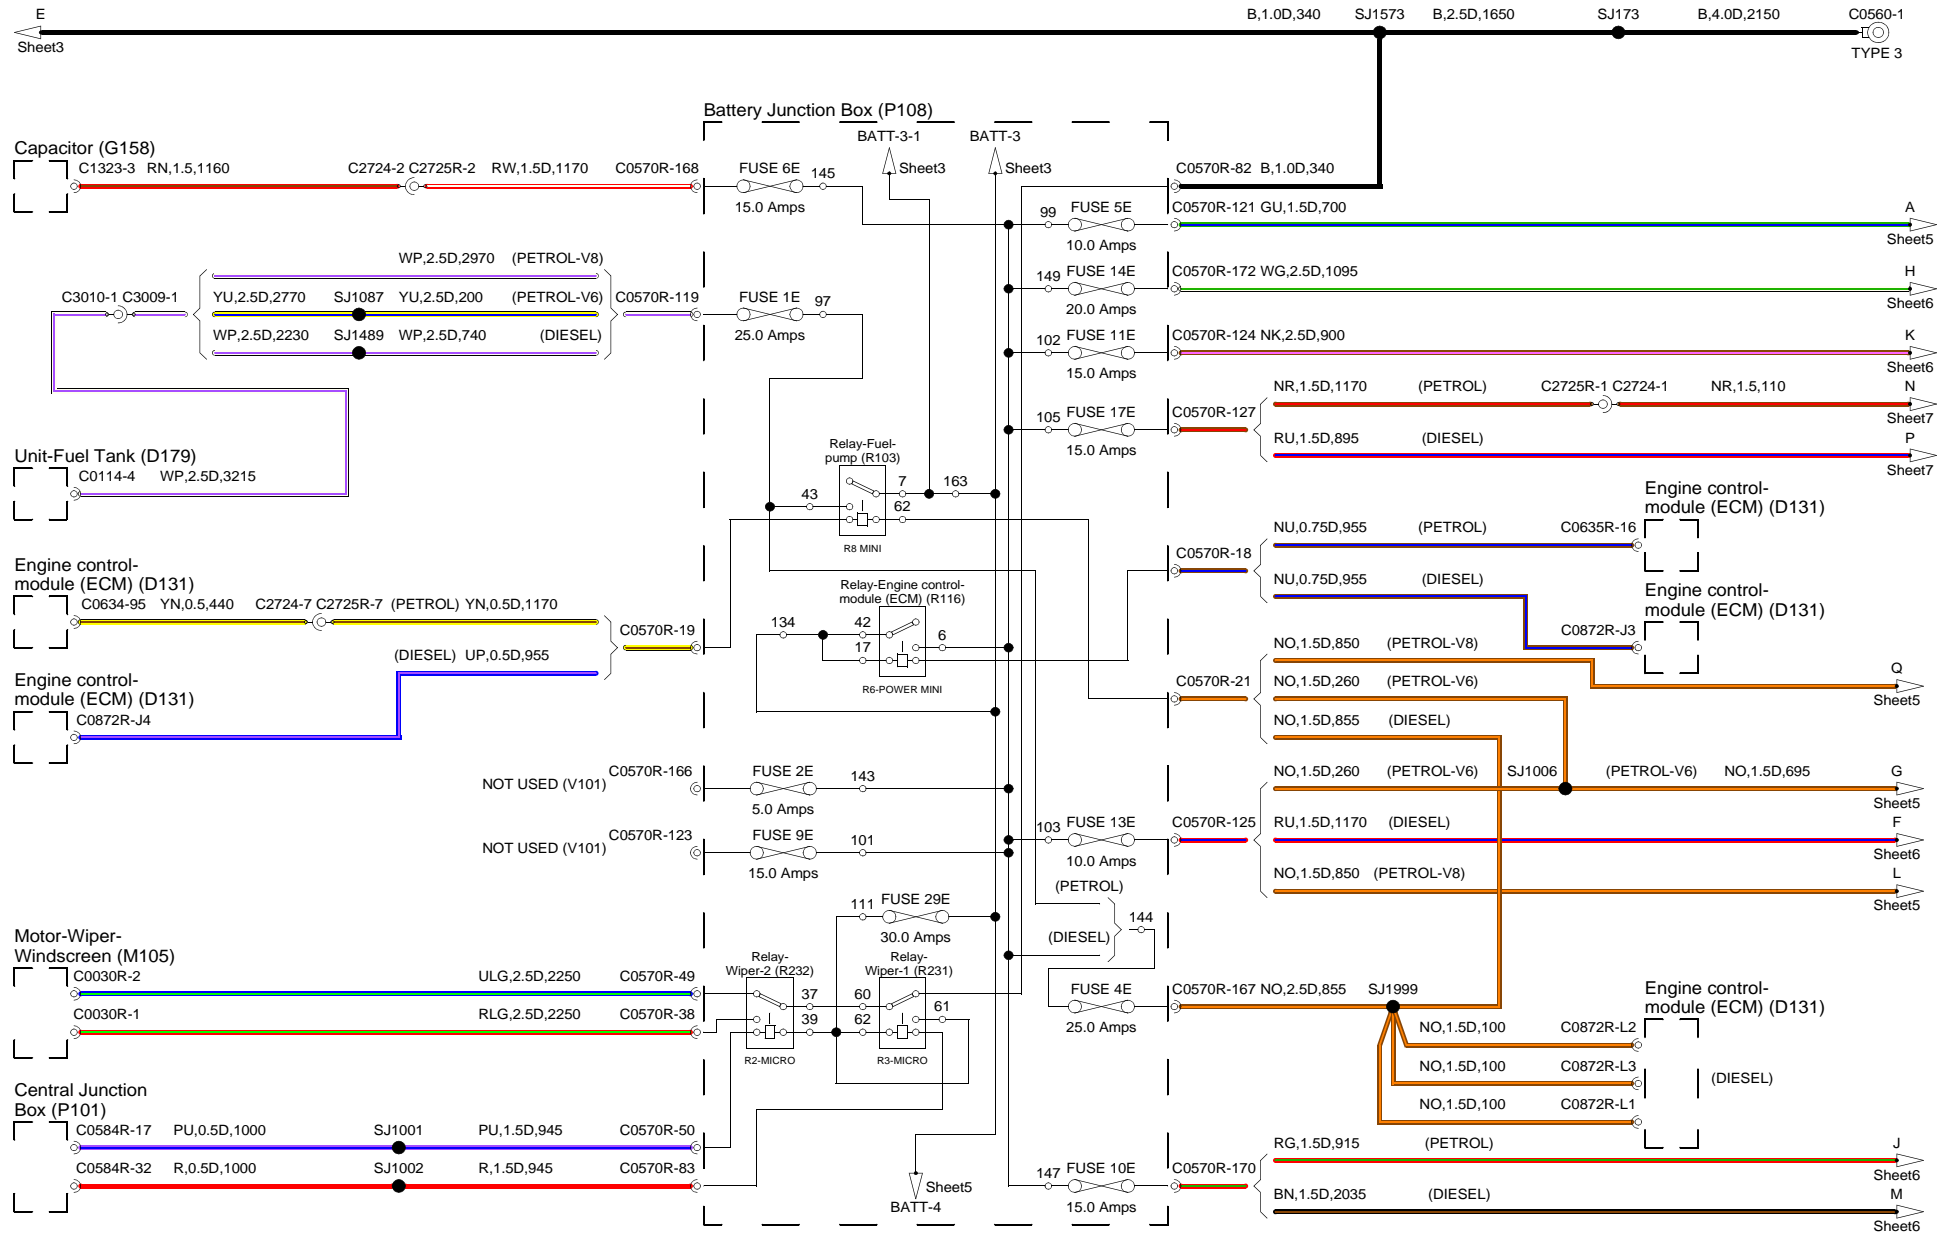 E
B,1.0D,340 SJ1573 B,2.5D,1650 SJ173 B,4.0D,2150 C0560-1
Sheet3
TYPE 3
Battery Junction Box (P108)
BATT-3-1 BATT-3
Sheet3 Sheet3
Capacitor (G158)
C1323-3 RN,1.5,1160 C2724-2 C2725R-2 RW,1.5D,1170 C0570R-168
FUSE 6E 145
15.0 Amps
C0570R-82 B,1.0D,340
99 FUSE 5E C0570R-121 GU,1.5D,700 A
10.0 Amps
Sheet5
WP,2.5D,2970 (PETROL-V8)
149 FUSE 14E C0570R-172 WG,2.5D,1095 H
20.0 Amps
Sheet6
C3010-1 C3009-1 YU,2.5D,2770 SJ1087 YU,2.5D,200 (PETROL-V6) C0570R-119
FUSE 1E 97
25.0 Amps
WP,2.5D,2230 SJ1489 WP,2.5D,740 (DIESEL)
102 FUSE 11E C0570R-124 NK,2.5D,900 K
15.0 Amps
Sheet6
NR,1.5D,1170 (PETROL) C2725R-1 C2724-1 NR,1.5,110 N
Sheet7
105 FUSE 17E C0570R-127
15.0 Amps
RU,1.5D,895 (DIESEL) P
Sheet7
Unit-Fuel Tank (D179)
C0114-4 WP,2.5D,3215
Relay-Fuel-
pump (R103)
7 163
43
62
R8 MINI
Engine control-
module (ECM) (D131)
NU,0.75D,955 (PETROL) C0635R-16
C0570R-18
NU,0.75D,955 (DIESEL)
Engine control-
module (ECM) (D131)
C0872R-J3
Engine control-
module (ECM) (D131)
C0634-95 YN,0.5,440 C2724-7 C2725R-7 (PETROL) YN,0.5D,1170
C0570R-19
(DIESEL) UP,0.5D,955
Relay-Engine control-
module (ECM) (R116)
134 42
17 6
R6-POWER MINI
Engine control-
module (ECM) (D131)
C0872R-J4
NO,1.5D,850 (PETROL-V8) Q
Sheet5
C0570R-21 NO,1.5D,260 (PETROL-V6)
NO,1.5D,855 (DIESEL)
NOT USED (V101) C0570R-166 FUSE 2E 143
5.0 Amps
NO,1.5D,260 (PETROL-V6) SJ1006 (PETROL-V6) NO,1.5D,695 G
Sheet5
NOT USED (V101) C0570R-123 FUSE 9E 101
15.0 Amps
103 FUSE 13E C0570R-125 RU,1.5D,1170 (DIESEL) F
10.0 Amps
Sheet6
NO,1.5D,850 (PETROL-V8) L
Sheet5
111 FUSE 29E
30.0 Amps
(PETROL)
(DIESEL)
144
Motor-Wiper-
Windscreen (M105)
C0030R-2 ULG,2.5D,2250 C0570R-49
C0030R-1 RLG,2.5D,2250 C0570R-38
Relay-
Wiper-2 (R232)
37
39
R2-MICRO
Relay-
Wiper-1 (R231)
60 61
62
R3-MICRO
FUSE 4E C0570R-167 NO,2.5D,855 SJ1999
25.0 Amps
Engine control-
module (ECM) (D131)
NO,1.5D,100 C0872R-L2
NO,1.5D,100 C0872R-L3
(DIESEL)
NO,1.5D,100 C0872R-L1
Central Junction
Box (P101)
C0584R-17 PU,0.5D,1000 SJ1001 PU,1.5D,945 C0570R-50
C0584R-32 R,0.5D,1000 SJ1002 R,1.5D,945 C0570R-83
Sheet5
BATT-4
147 FUSE 10E C0570R-170
15.0 Amps
RG,1.5D,915 (PETROL) J
Sheet6
BN,1.5D,2035 (DIESEL) M
Sheet6